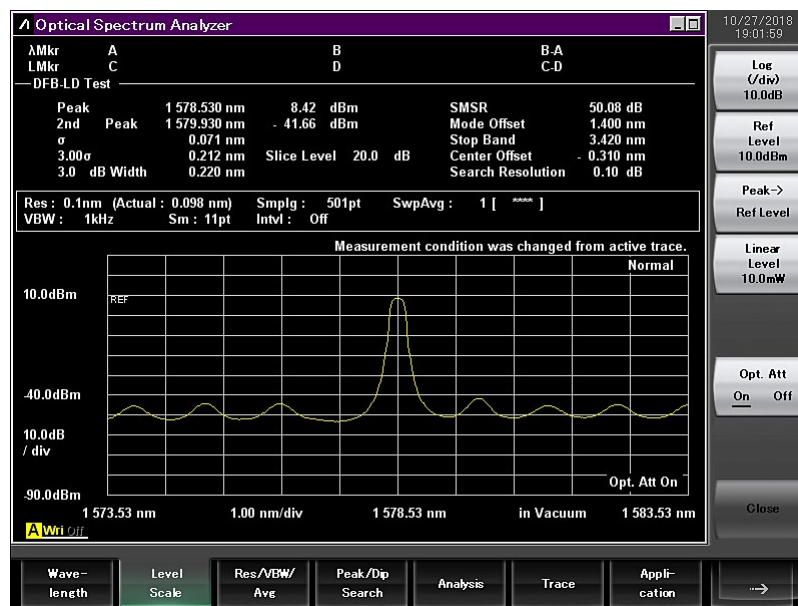 Optical Spectrum Analyzer
10/27/2018
19:01:59
λMkr A B B-A
LMkr C D C-D
DFB-LD Test
Peak 1 578.530 nm 8.42 dBm SMSR 50.08 dB
2nd Peak 1 579.930 nm - 41.66 dBm Mode Offset 1.400 nm
σ 0.071 nm Stop Band 3.420 nm
3.00σ 0.212 nm Slice Level 20.0 dB Center Offset - 0.310 nm
3.0 dB Width 0.220 nm Search Resolution 0.10 dB
Res : 0.1nm (Actual : 0.098 nm) Smplg : 501pt SwpAvg : 1 [ **** ]
VBW : 1kHz Sm : 11pt Intvl : Off
Measurement condition was changed from active trace.
Normal
10.0dBm
REF
-40.0dBm
10.0dB
/ div
Opt. Att On
-90.0dBm
1 573.53 nm 1.00 nm/div 1 578.53 nm in Vacuum 1 583.53 nm
A Wri Off
Log
(/div)
10.0dB
Ref
Level
10.0dBm
Peak->
Ref Level
Linear
Level
10.0mW
Opt. Att
On Off
Close
Wave-
length
Level
Scale
Res/VBW/
Avg
Peak/Dip
Search
Analysis
Trace
Appli-
cation